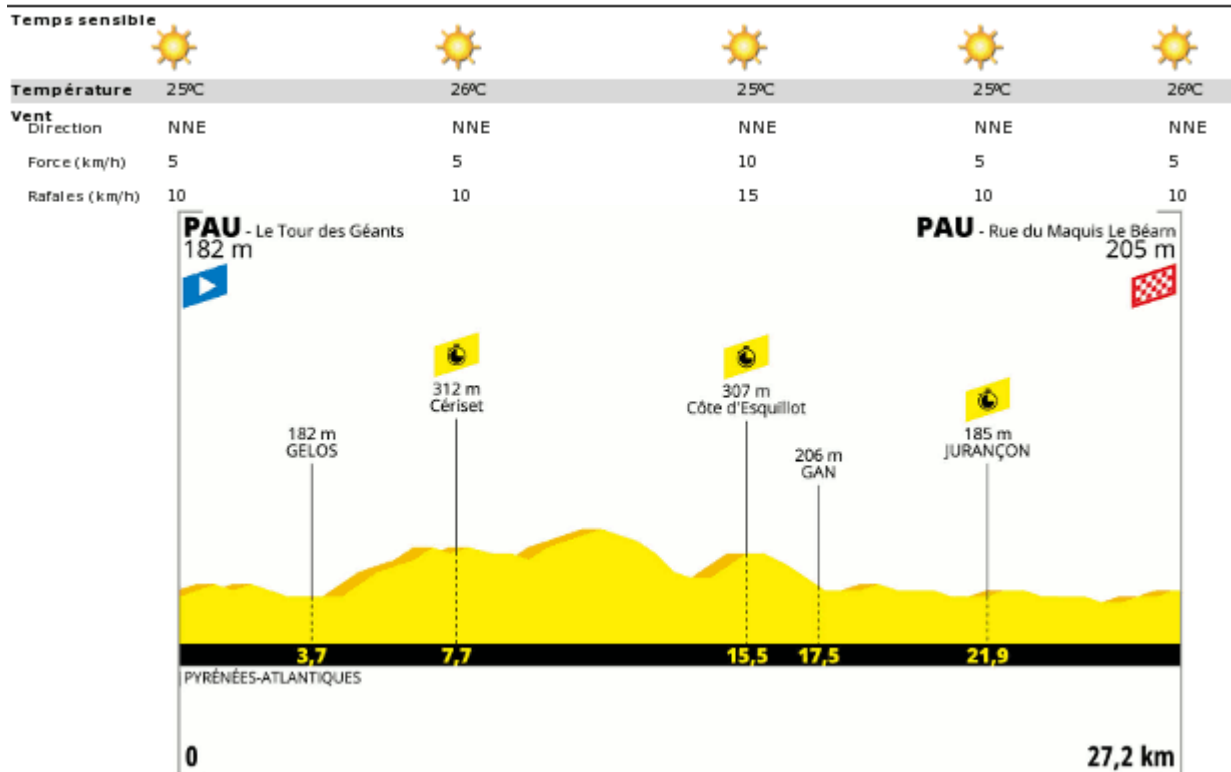 Temps sensible
Température 25ºC 26ºC 25ºC 25ºC 26ºC
Vent
Direction NNE NNE NNE NNE NNE
Force (km/h) 5 5 10 5 5
Rafales (km/h) 10 10 15 10 10
PAU - Le Tour des Géants
182 m
PAU - Rue du Maquis Le Béarn
205 m
312 m
Cériset
307 m
Côte d'Esquillot
182 m
GELOS
185 m
JURANÇON
206 m
GAN
3,7 7,7 15,5 17,5 21,9
PYRÉNÉES-ATLANTIQUES
0 27,2 km